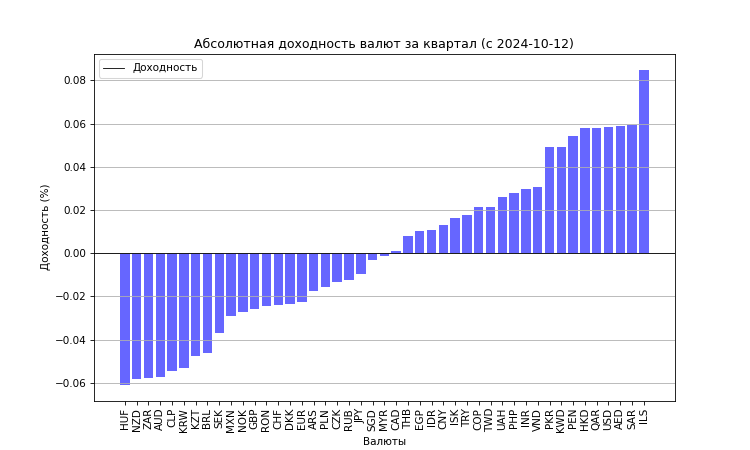 Абсолютная доходность валют за квартал (с 2024-10-12)
Доходность
Доходность (%)
0.08
0.06
0.04
0.02
0.00
−0.02
−0.04
−0.06
HUF NZD ZAR AUD CLP KRW KZT BRL SEK MXN NOK GBP RON CHF DKK EUR ARS PLN CZK RUB JPY SGD MYR CAD THB EGP IDR CNY ISK TRY COP TWD UAH PHP INR VND PKR KWD PEN HKD QAR USD AED SAR ILS
Валюты